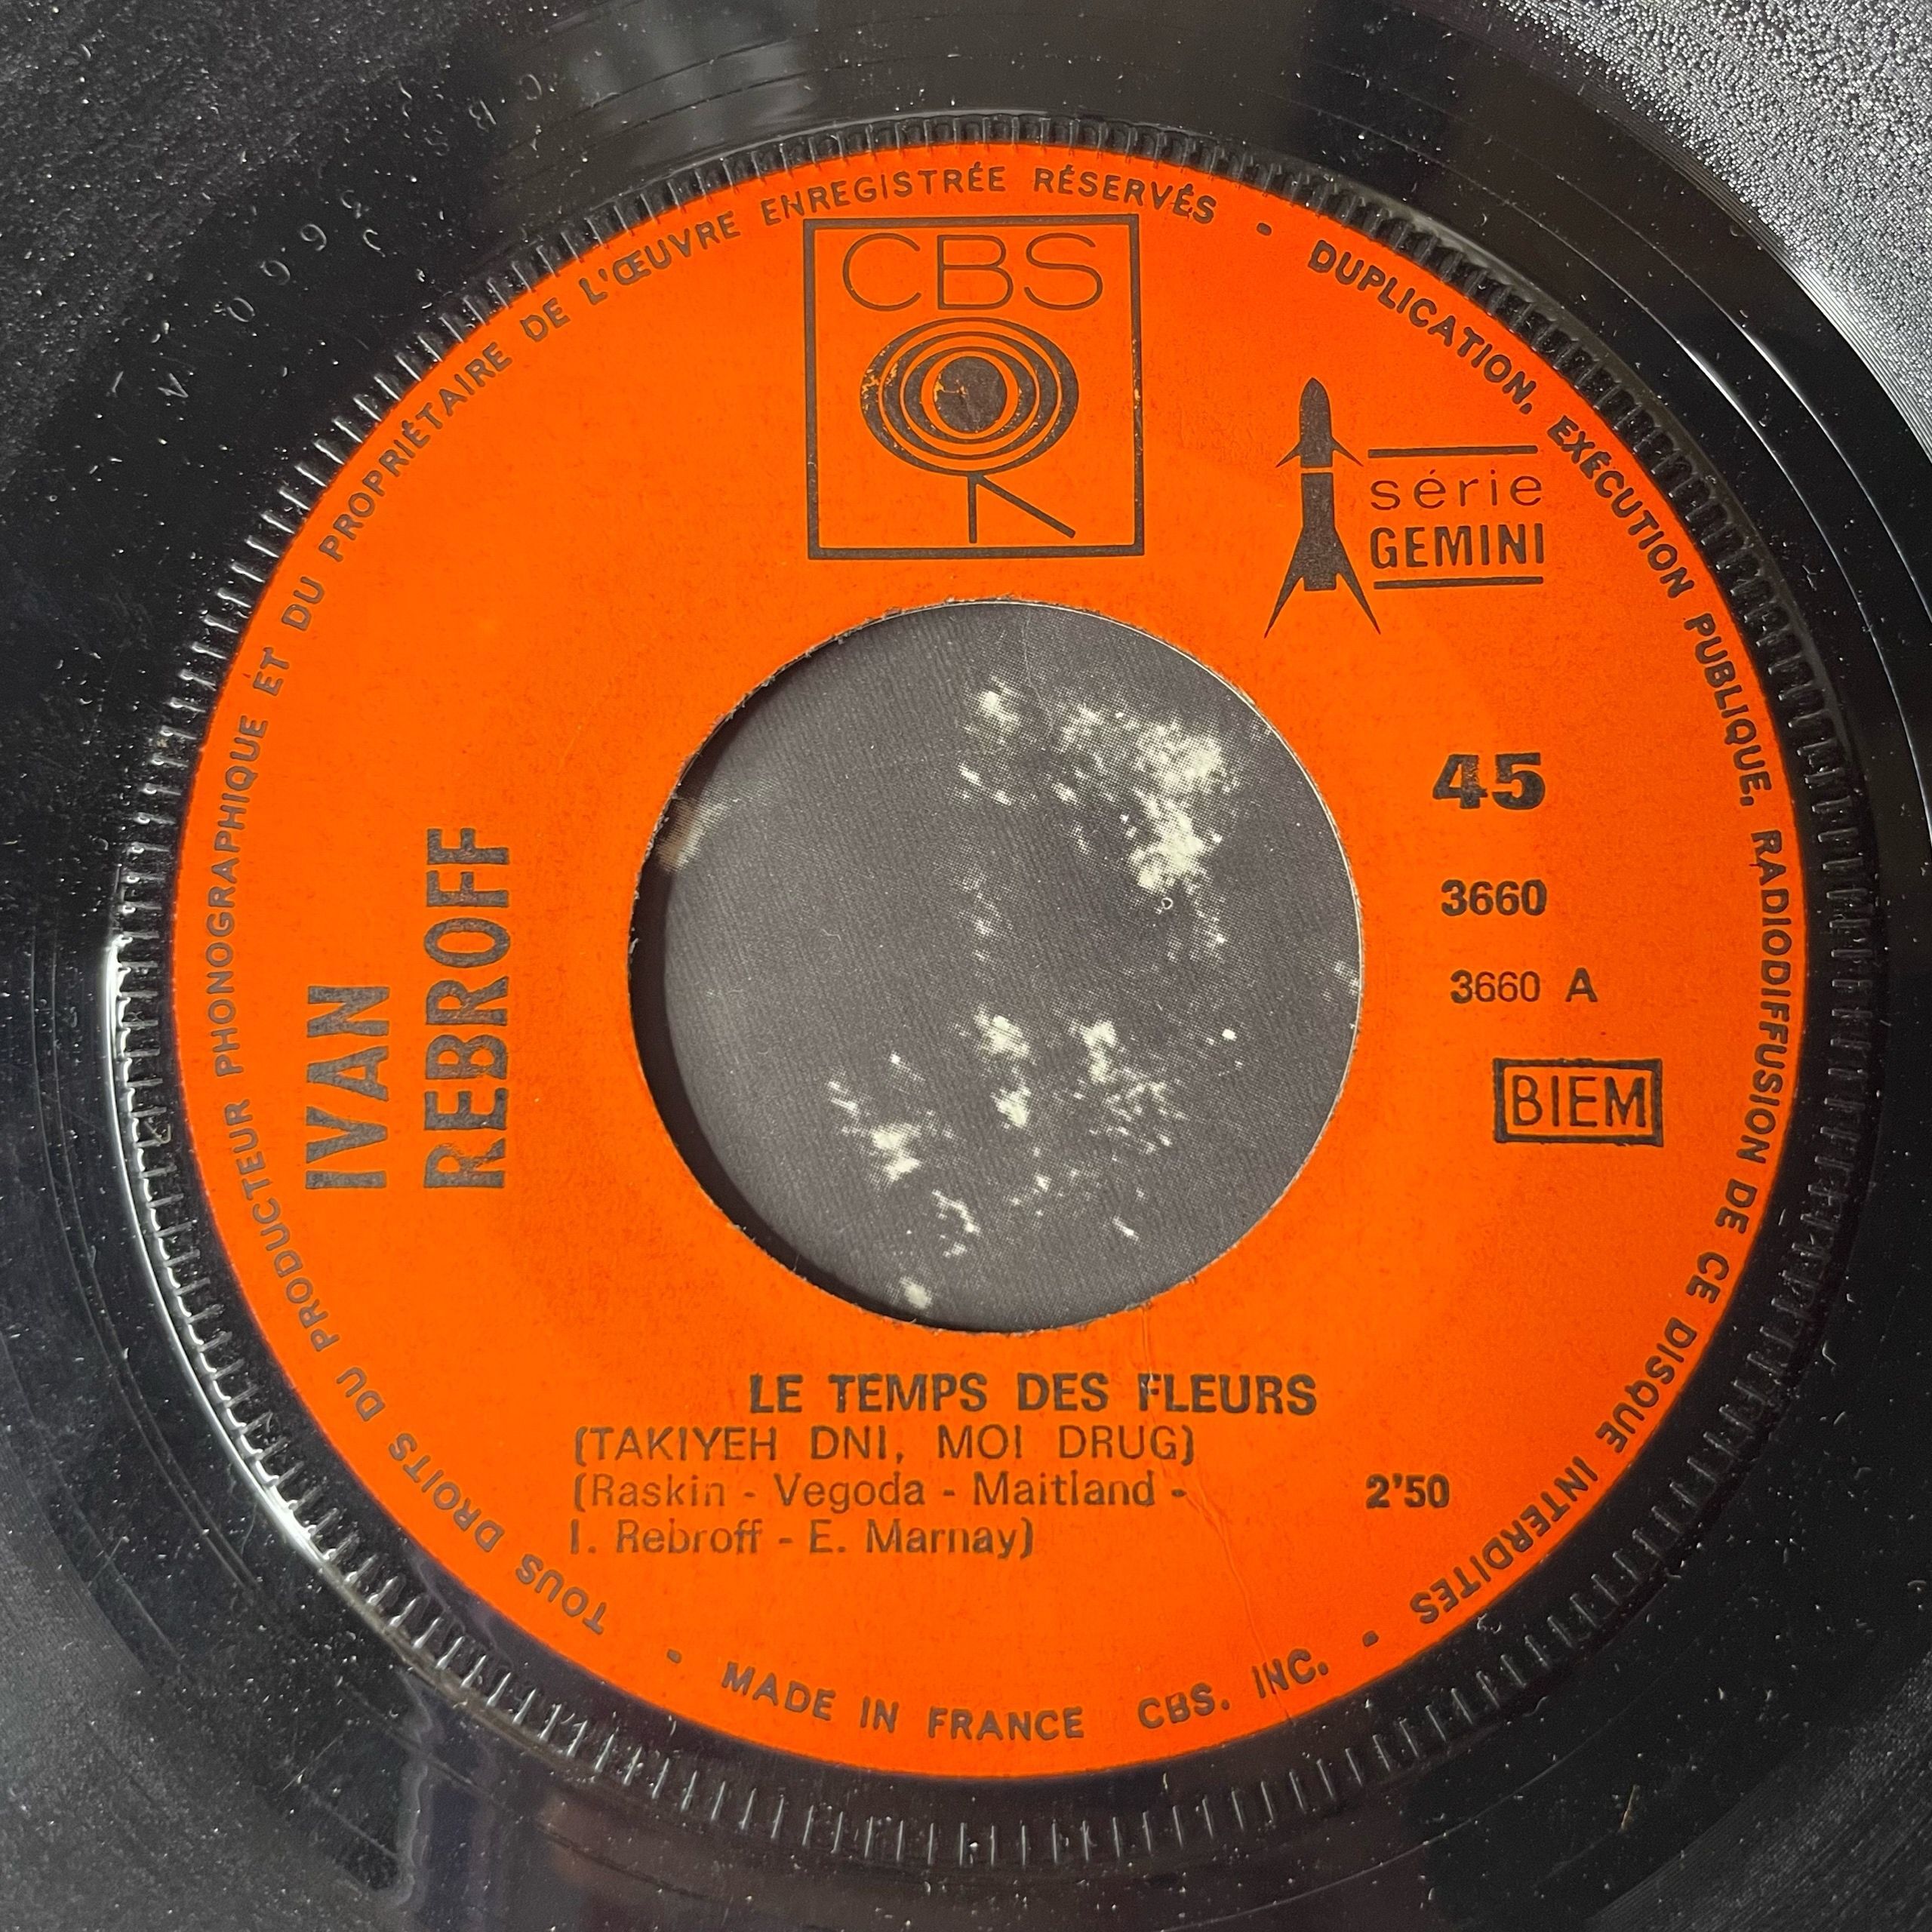 TOUS DROITS DU PRODUCTEUR PHONOGRAPHIQUE ET DU PROPRIÉTAIRE DE L'ŒUVRE ENREGISTRÉE RÉSERVÉS - DUPLICATION, EXÉCUTION PUBLIQUE, RADIODIFFUSION DE CE DISQUE INTERDITES -
CBS
série
GEMINI
45
3660
3660 A
BIEM
IVAN
REBROFF
LE TEMPS DES FLEURS
(TAKIYEH DNI, MOI DRUG)
(Raskin - Vegoda - Maitland -
I. Rebroff - E. Marnay)
2'50
- MADE IN FRANCE CBS. INC.